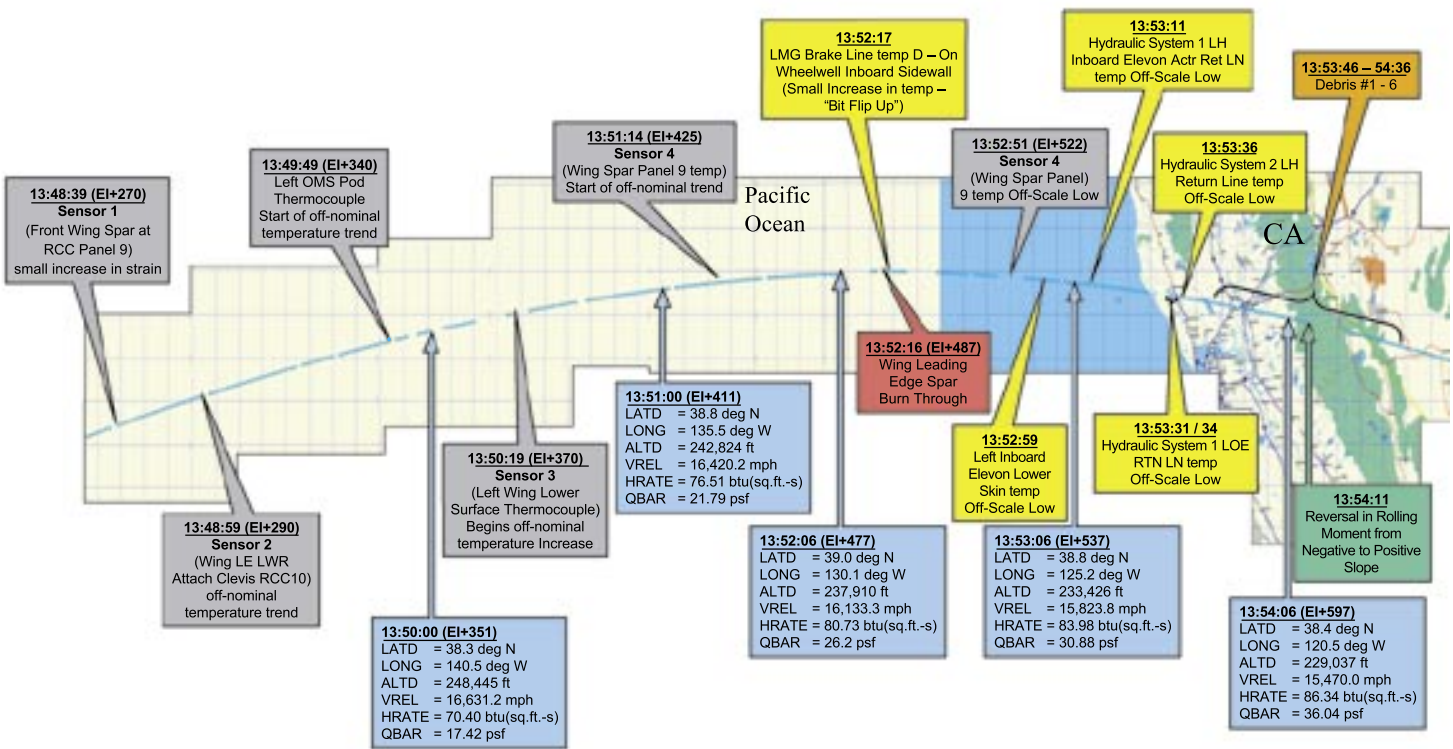 13:48:39 (EI+270)
Sensor 1
(Front Wing Spar at
RCC Panel 9)
small increase in strain
13:49:49 (EI+340)
Left OMS Pod
Thermocouple
Start of off-nominal
temperature trend
13:51:14 (EI+425)
Sensor 4
(Wing Spar Panel 9 temp)
Start of off-nominal trend
13:52:17
LMG Brake Line temp D – On
Wheelwell Inboard Sidewall
(Small Increase in temp –
“Bit Flip Up”)
13:52:51 (EI+522)
Sensor 4
(Wing Spar Panel)
9 temp Off-Scale Low
13:53:11
Hydraulic System 1 LH
Inboard Elevon Actr Ret LN
temp Off-Scale Low
13:53:36
Hydraulic System 2 LH
Return Line temp
Off-Scale Low
13:53:46 – 54:36
Debris #1 - 6
Pacific
Ocean
CA
13:48:59 (EI+290)
Sensor 2
(Wing LE LWR
Attach Clevis RCC10)
off-nominal
temperature trend
13:50:00 (EI+351)
LATD = 38.3 deg N
LONG = 140.5 deg W
ALTD = 248,445 ft
VREL = 16,631.2 mph
HRATE = 70.40 btu(sq.ft.-s)
QBAR = 17.42 psf
13:50:19 (EI+370)
Sensor 3
(Left Wing Lower
Surface Thermocouple)
Begins off-nominal
temperature Increase
13:51:00 (EI+411)
LATD = 38.8 deg N
LONG = 135.5 deg W
ALTD = 242,824 ft
VREL = 16,420.2 mph
HRATE = 76.51 btu(sq.ft.-s)
QBAR = 21.79 psf
13:52:06 (EI+477)
LATD = 39.0 deg N
LONG = 130.1 deg W
ALTD = 237,910 ft
VREL = 16,133.3 mph
HRATE = 80.73 btu(sq.ft.-s)
QBAR = 26.2 psf
13:52:16 (EI+487)
Wing Leading
Edge Spar
Burn Through
13:52:59
Left Inboard
Elevon Lower
Skin temp
Off-Scale Low
13:53:06 (EI+537)
LATD = 38.8 deg N
LONG = 125.2 deg W
ALTD = 233,426 ft
VREL = 15,823.8 mph
HRATE = 83.98 btu(sq.ft.-s)
QBAR = 30.88 psf
13:53:31 / 34
Hydraulic System 1 LOE
RTN LN temp
Off-Scale Low
13:54:11
Reversal in Rolling
Moment from
Negative to Positive
Slope
13:54:06 (EI+597)
LATD = 38.4 deg N
LONG = 120.5 deg W
ALTD = 229,037 ft
VREL = 15,470.0 mph
HRATE = 86.34 btu(sq.ft.-s)
QBAR = 36.04 psf